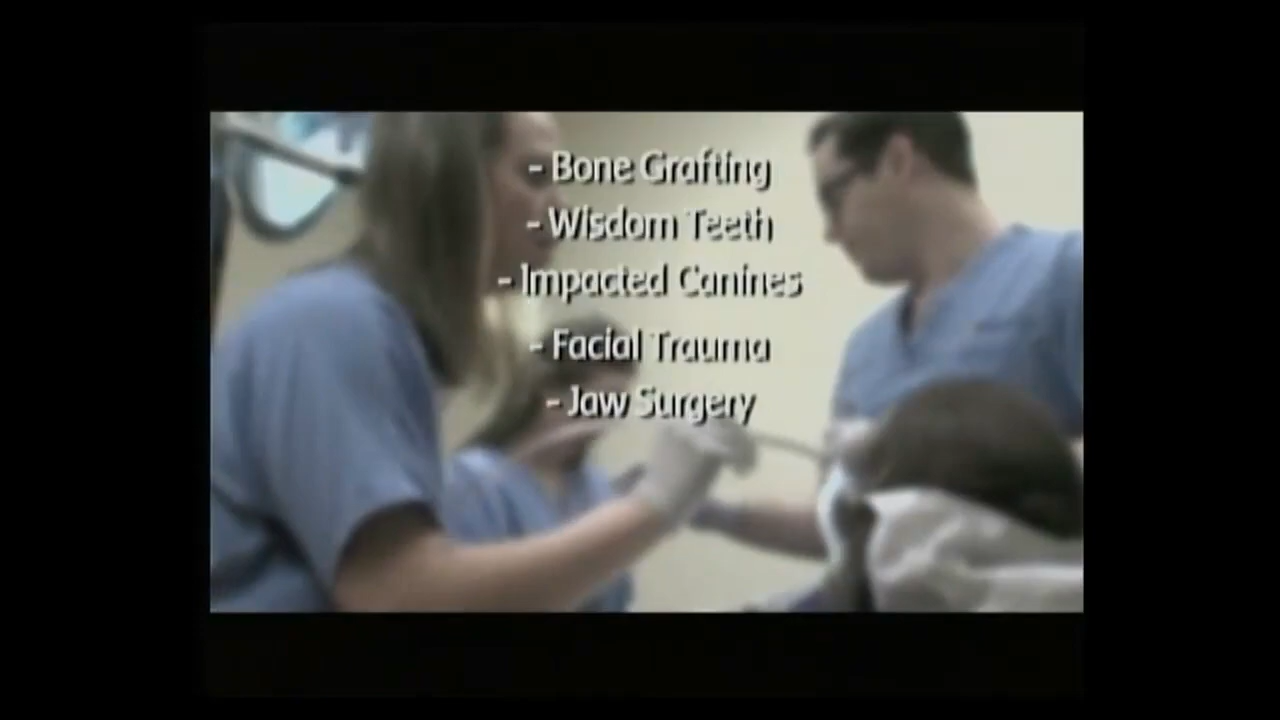 - Bone Grafting
- Wisdom Teeth
- Impacted Canines
- Facial Trauma
- Jaw Surgery